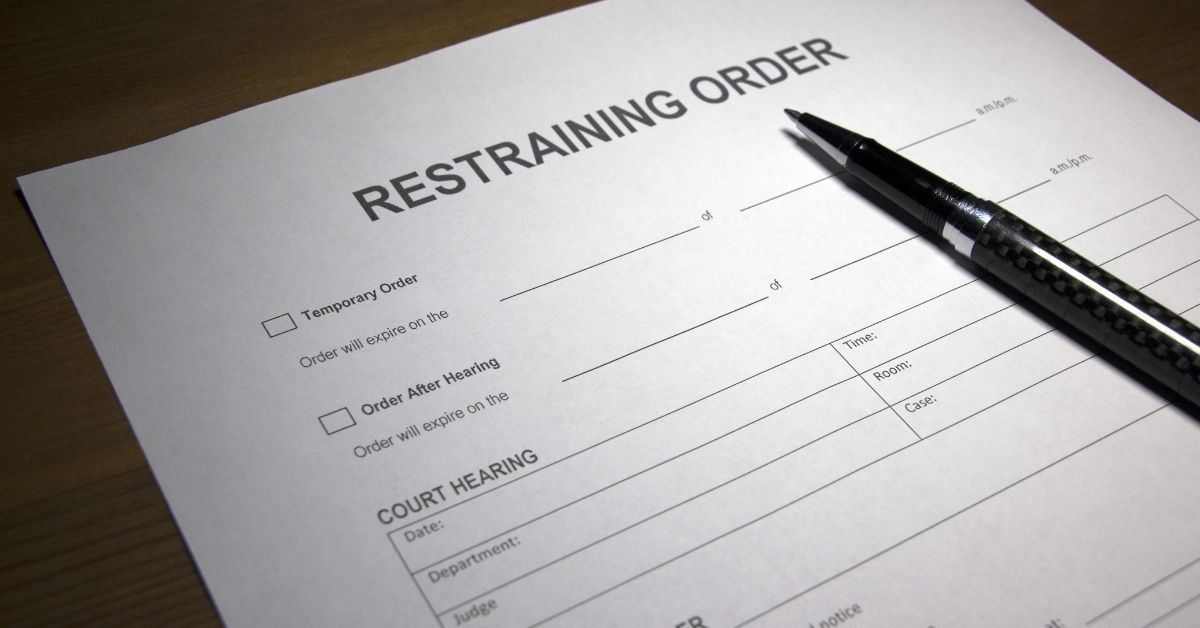 RESTRAINING ORDER
Temporary Order
Order will expire on the of a.m./p.m.
Order After Hearing
Order will expire on the of a.m./p.m.
COURT HEARING
Date: Time:
Department: Room:
Judge Case:
notice